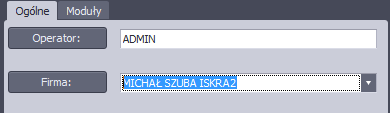 Ogólne Moduły
Operator: ADMIN
Firma: MICHAŁ SZUBA ISKRA2